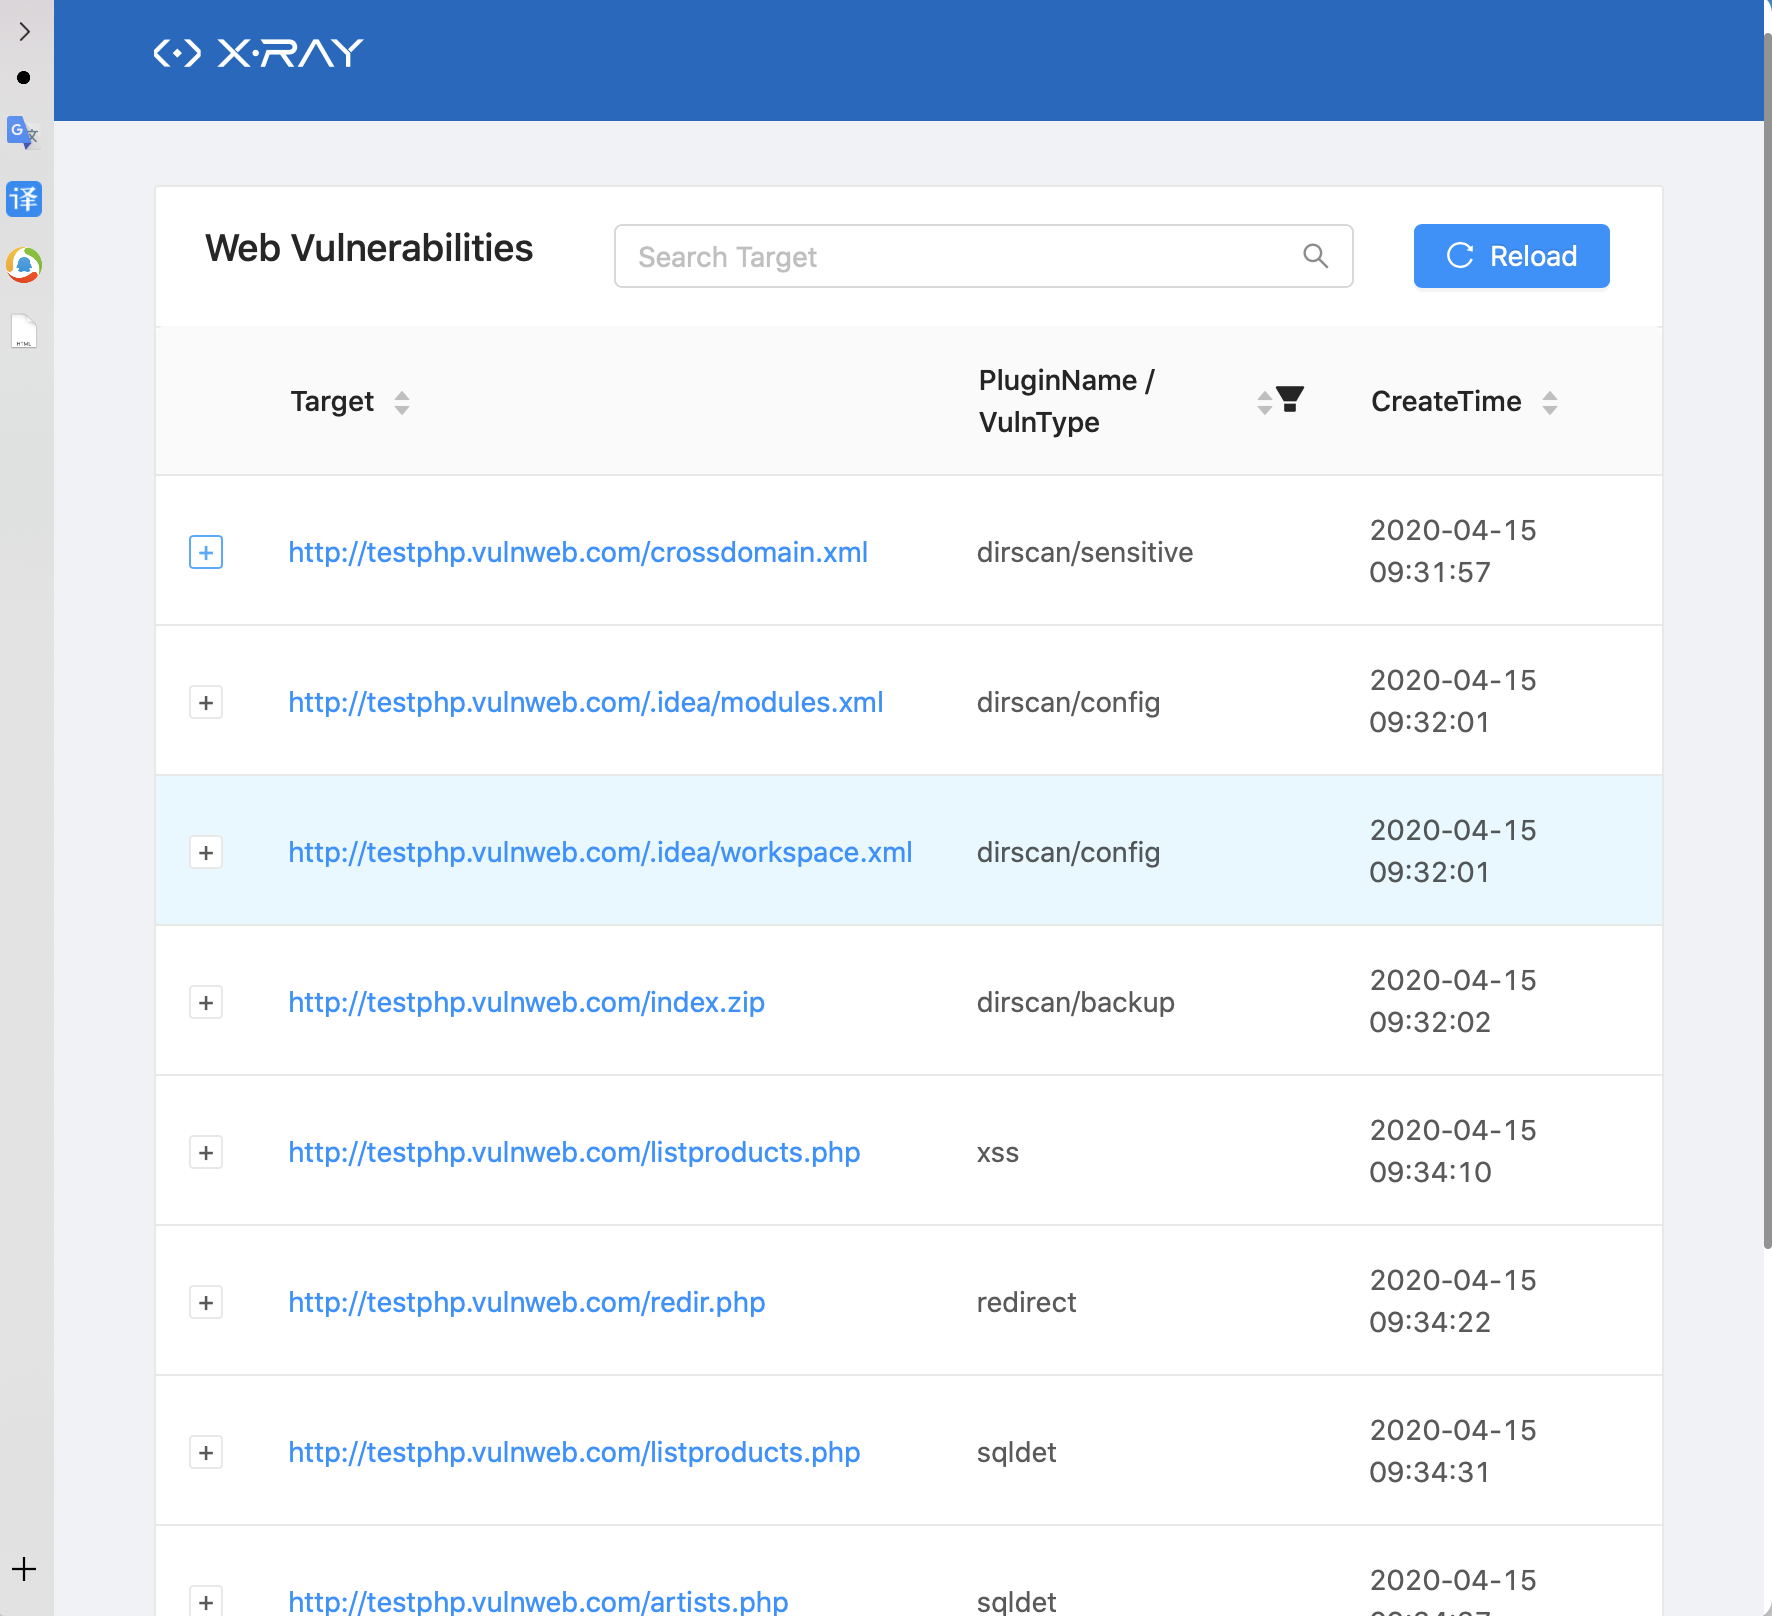 X·RAY
G文
译
HTML
Web Vulnerabilities
Search Target
Reload
Target
PluginName /
VulnType
CreateTime
http://testphp.vulnweb.com/crossdomain.xml
dirscan/sensitive
2020-04-15
09:31:57
http://testphp.vulnweb.com/.idea/modules.xml
dirscan/config
2020-04-15
09:32:01
http://testphp.vulnweb.com/.idea/workspace.xml
dirscan/config
2020-04-15
09:32:01
http://testphp.vulnweb.com/index.zip
dirscan/backup
2020-04-15
09:32:02
http://testphp.vulnweb.com/listproducts.php
xss
2020-04-15
09:34:10
http://testphp.vulnweb.com/redir.php
redirect
2020-04-15
09:34:22
http://testphp.vulnweb.com/listproducts.php
sqldet
2020-04-15
09:34:31
http://testphp.vulnweb.com/artists.php
sqldet
2020-04-15